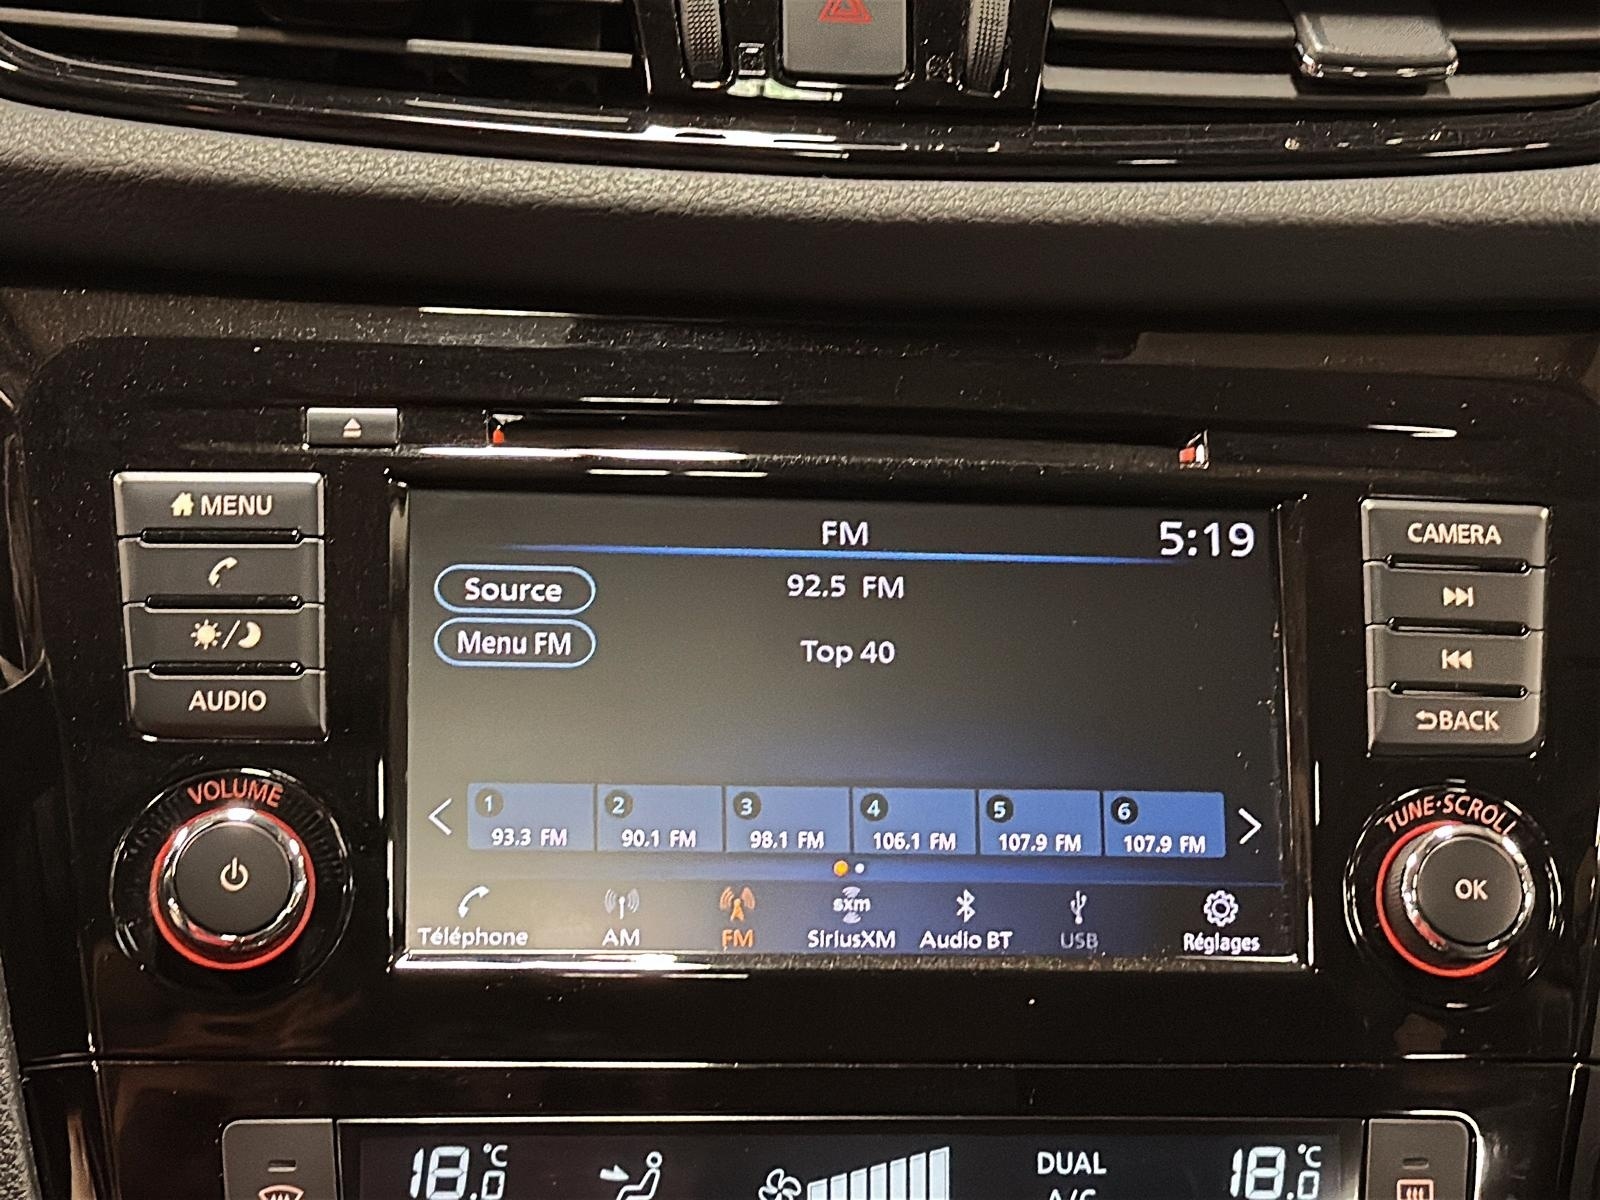 MENU
AUDIO
VOLUME
FM
5:19
Source
92.5 FM
Menu FM
Top 40
1
93.3 FM
2
90.1 FM
3
98.1 FM
4
106.1 FM
5
107.9 FM
6
107.9 FM
Téléphone
AM
FM
sxm
SiriusXM
Audio BT
USB
Réglages
CAMERA
BACK
TUNE·SCROLL
OK
18.0 °C
DUAL
A/C
18.0 °C